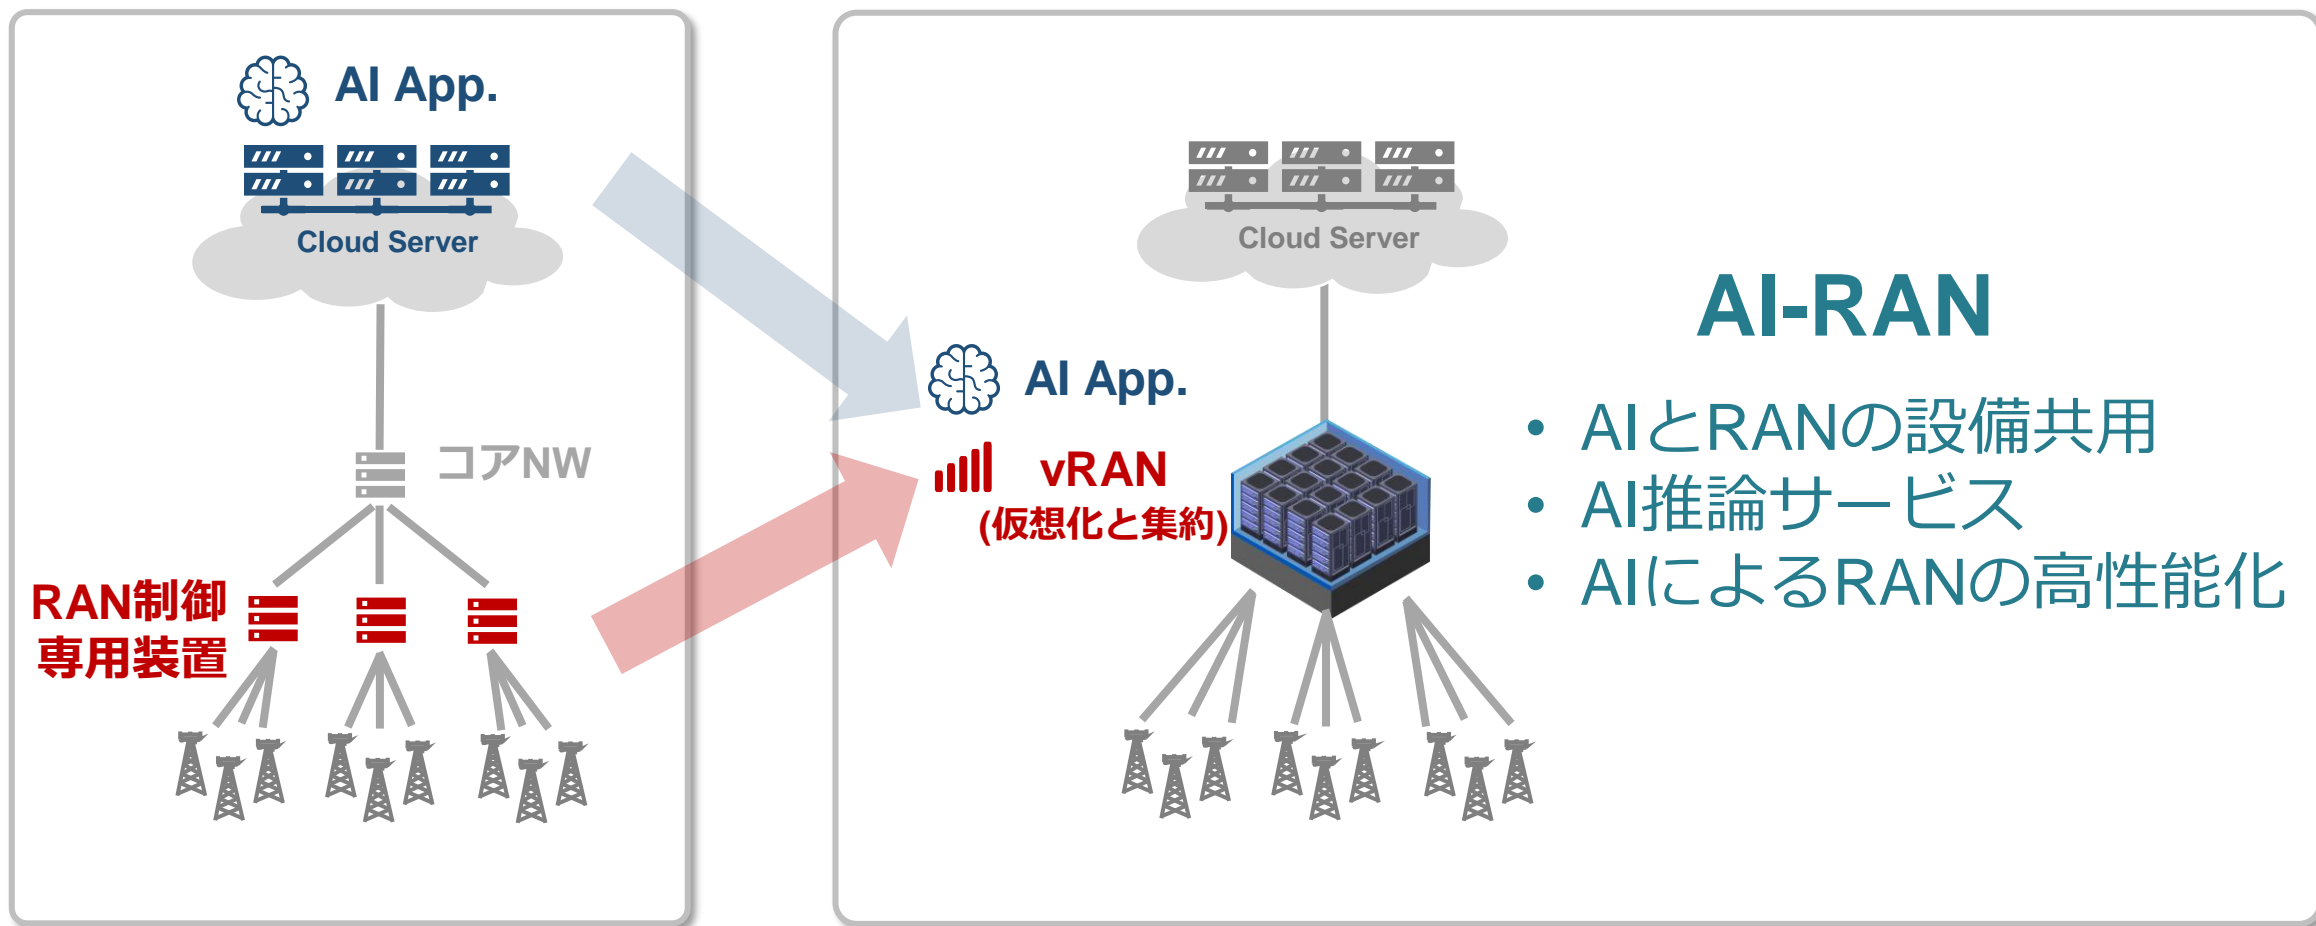 AI App.
Cloud Server
コアNW
RAN制御
専用装置
Cloud Server
AI App.
vRAN
(仮想化と集約)
AI-RAN
• AIとRANの設備共用
• AI推論サービス
• AIによるRANの高性能化